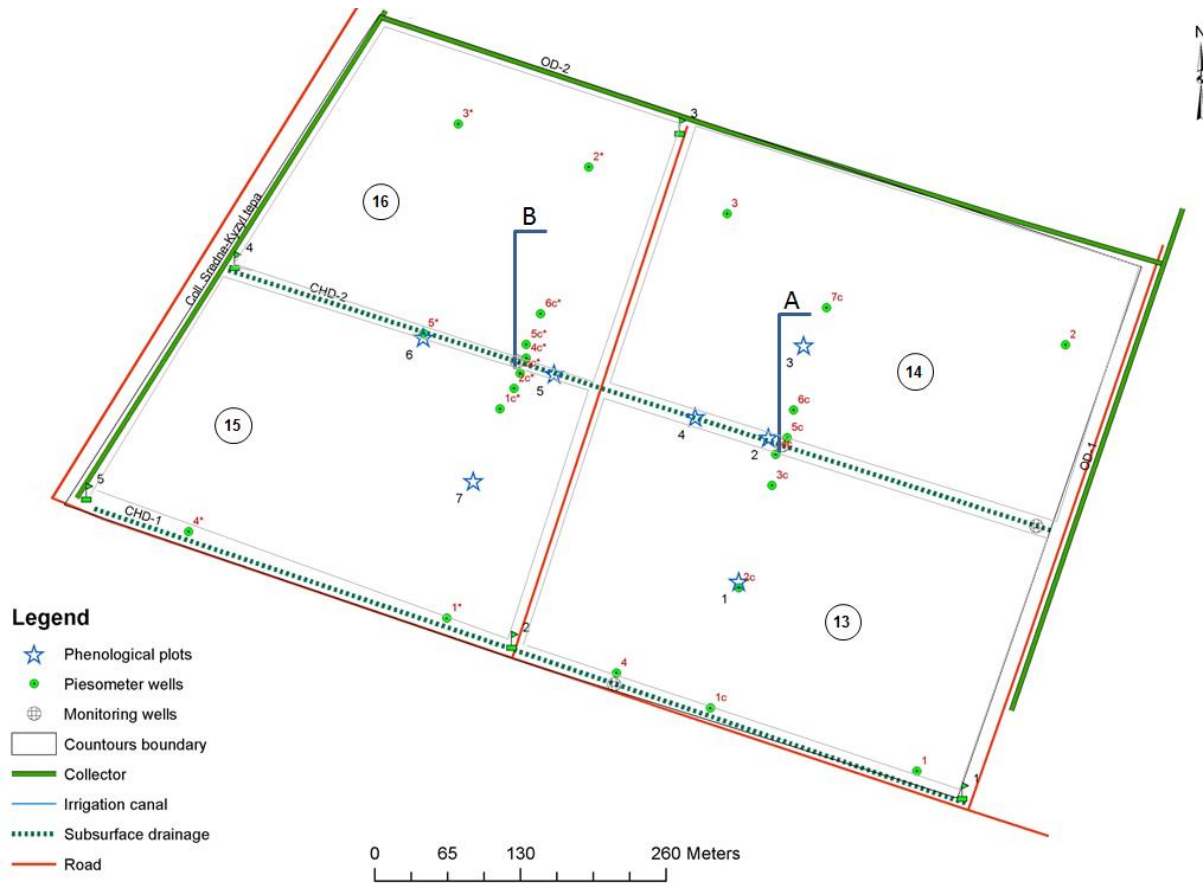 N
OD-2
3
3*
2*
16
B
3
Coll. Sredne-Kyzyl tepa
4
CHD-2
7c
A
6c*
2
5*
5c*
3
6
4c*
14
2c*
5
1c*
6c
15
4
5c
2
OD-1
3c
7
5
CHD-1
4*
2c
1
13
1*
2
4
1c
1
1
Legend
Phenological plots
Piesometer wells
Monitoring wells
Countours boundary
Collector
Irrigation canal
Subsurface drainage
Road
0 65 130 260 Meters